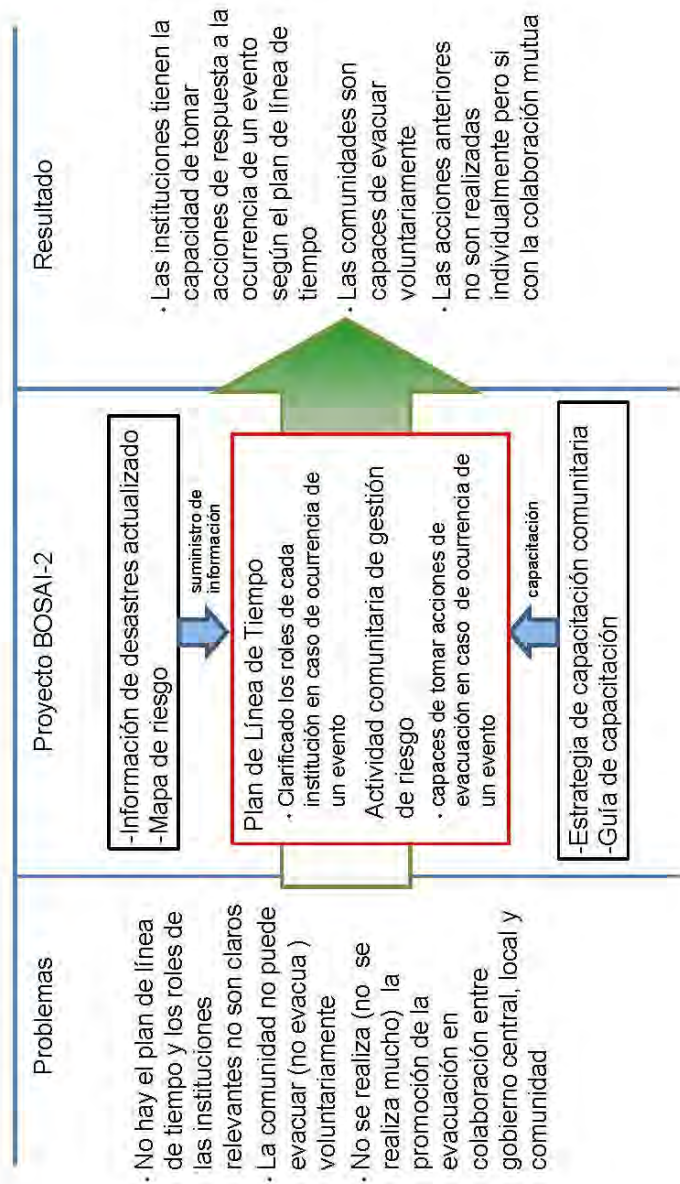 Problemas
· No hay el plan de línea
de tiempo y los roles de
las instituciones
relevantes no son claros
· La comunidad no puede
evacuar (no evacua )
voluntariamente
· No se realiza (no se
realiza mucho) la
promoción de la
evacuación en
colaboración entre
gobierno central, local y
comunidad
Proyecto BOSAI-2
-Información de desastres actualizado
-Mapa de riesgo
suministro de
información
Plan de Línea de Tiempo
· Clarificado los roles de cada
institución en caso de ocurrencia de
un evento
Actividad comunitaria de gestión
de riesgo
· capaces de tomar acciones de
evacuación en caso de ocurrencia de
un evento
capacitación
-Estrategia de capacitación comunitaria
-Guía de capacitación
Resultado
· Las instituciones tienen la
capacidad de tomar
acciones de respuesta a la
ocurrencia de un evento
según el plan de línea de
tiempo
· Las comunidades son
capaces de evacuar
voluntariamente
· Las acciones anteriores
no son realizadas
individualmente pero si
con la colaboración mutua